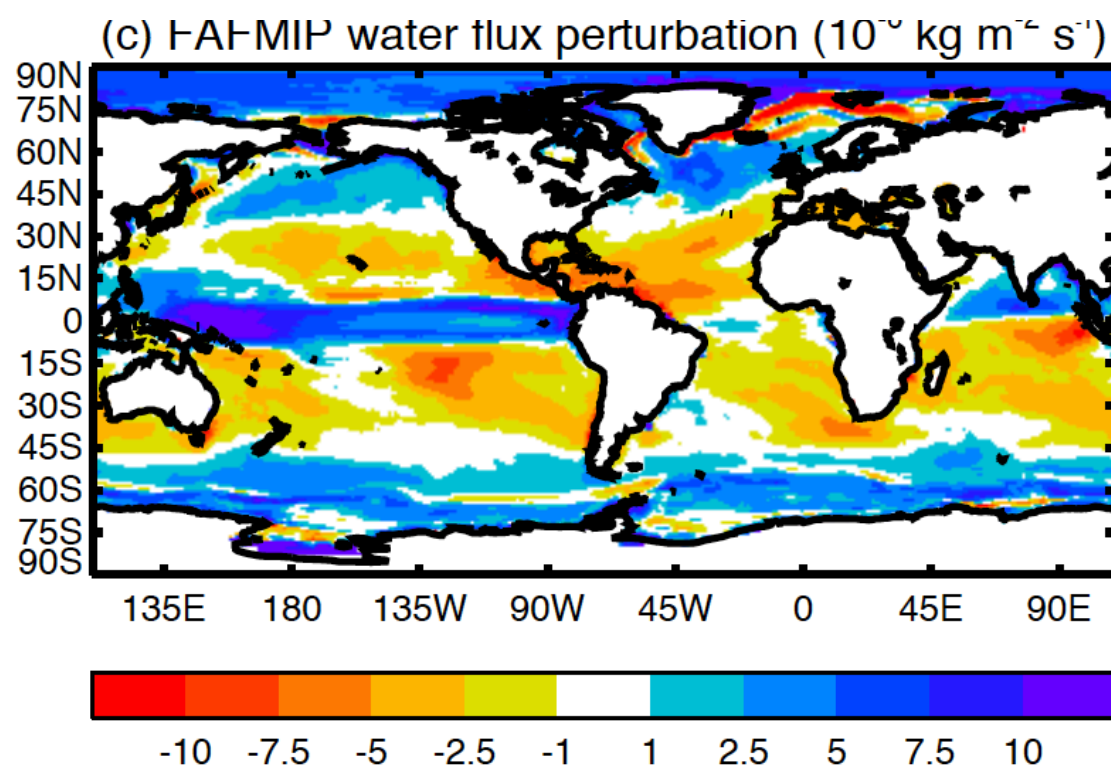 (c) FAFMIP water flux perturbation (10⁻⁶ kg m⁻² s⁻¹)
90N
75N
60N
45N
30N
15N
0
15S
30S
45S
60S
75S
90S
135E 180 135W 90W 45W 0 45E 90E
-10 -7.5 -5 -2.5 -1 1 2.5 5 7.5 10